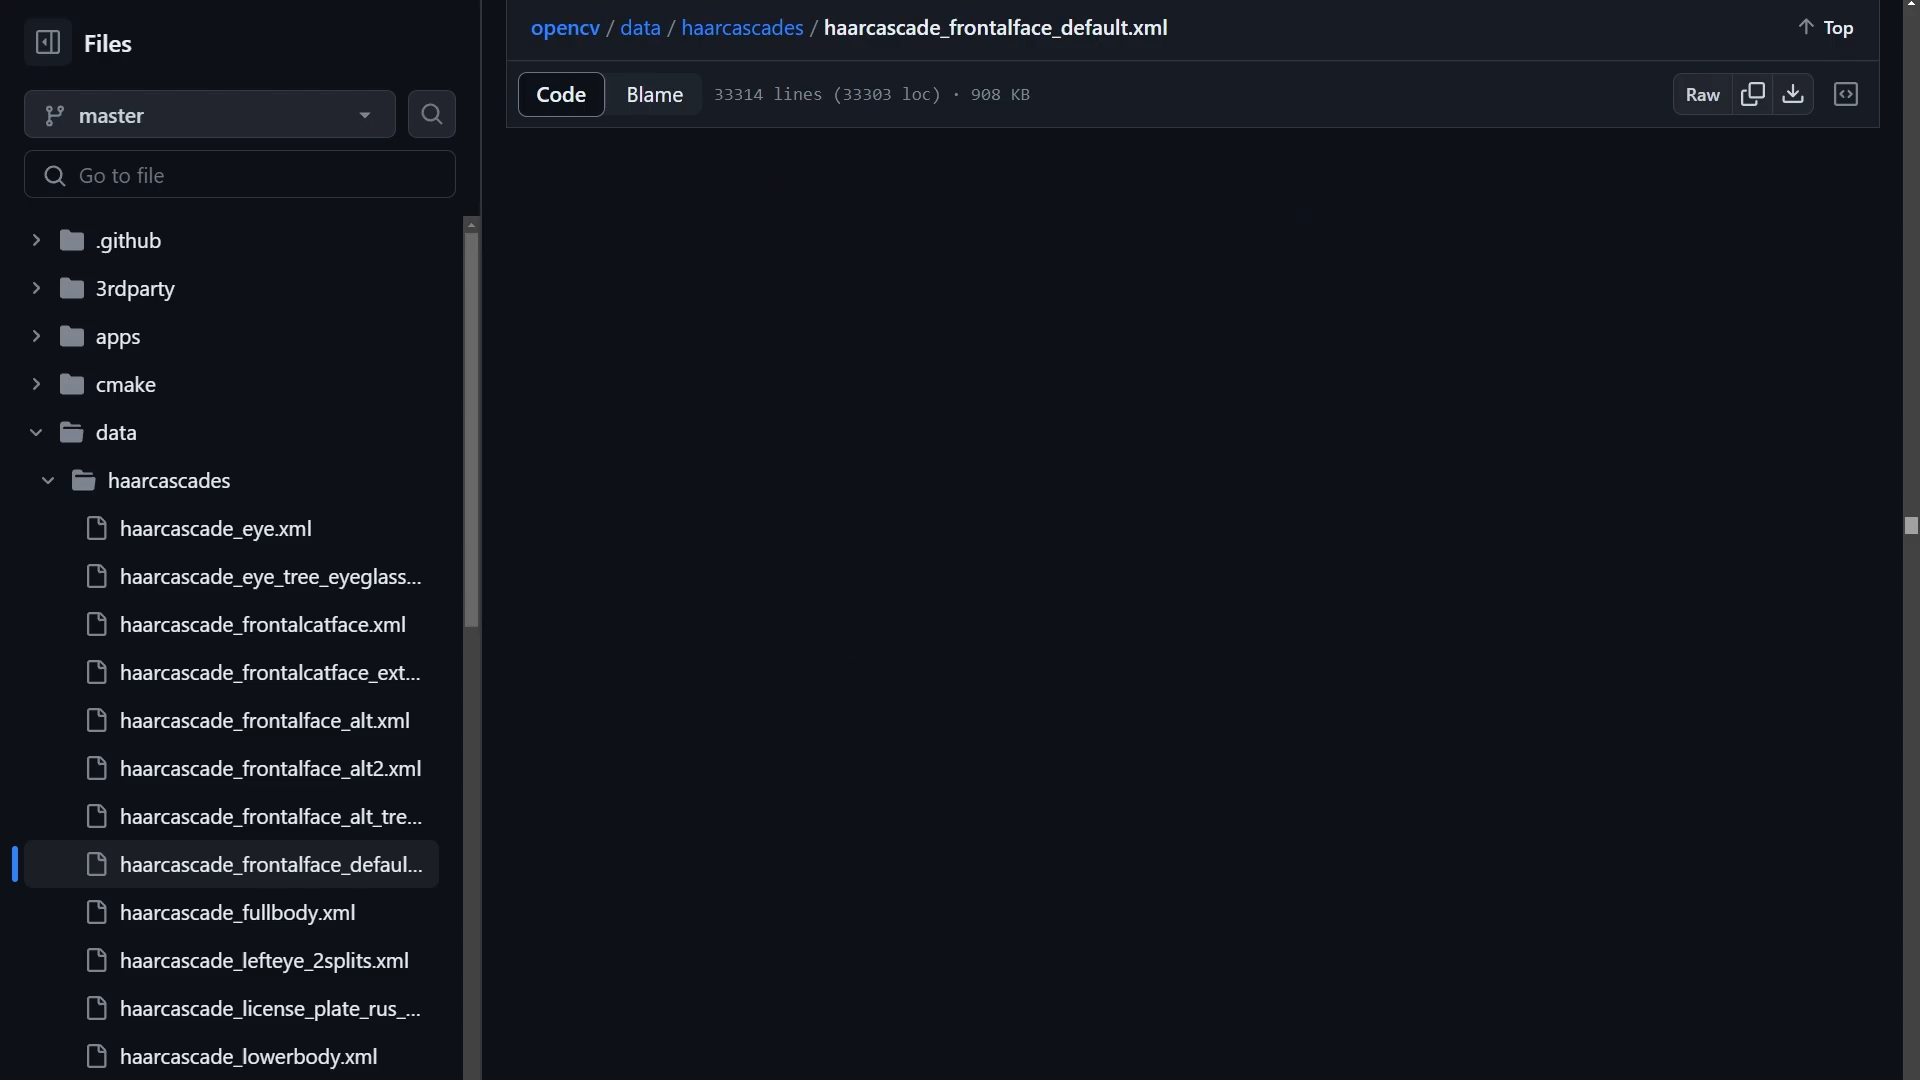 Files
master
Go to file
.github
3rdparty
apps
cmake
data
haarcascades
haarcascade_eye.xml
haarcascade_eye_tree_eyeglass...
haarcascade_frontalcatface.xml
haarcascade_frontalcatface_ext...
haarcascade_frontalface_alt.xml
haarcascade_frontalface_alt2.xml
haarcascade_frontalface_alt_tre...
haarcascade_frontalface_defaul...
haarcascade_fullbody.xml
haarcascade_lefteye_2splits.xml
haarcascade_license_plate_rus_...
haarcascade_lowerbody.xml
opencv / data / haarcascades / haarcascade_frontalface_default.xml
Top
Code Blame 33314 lines (33303 loc) · 908 KB
Raw